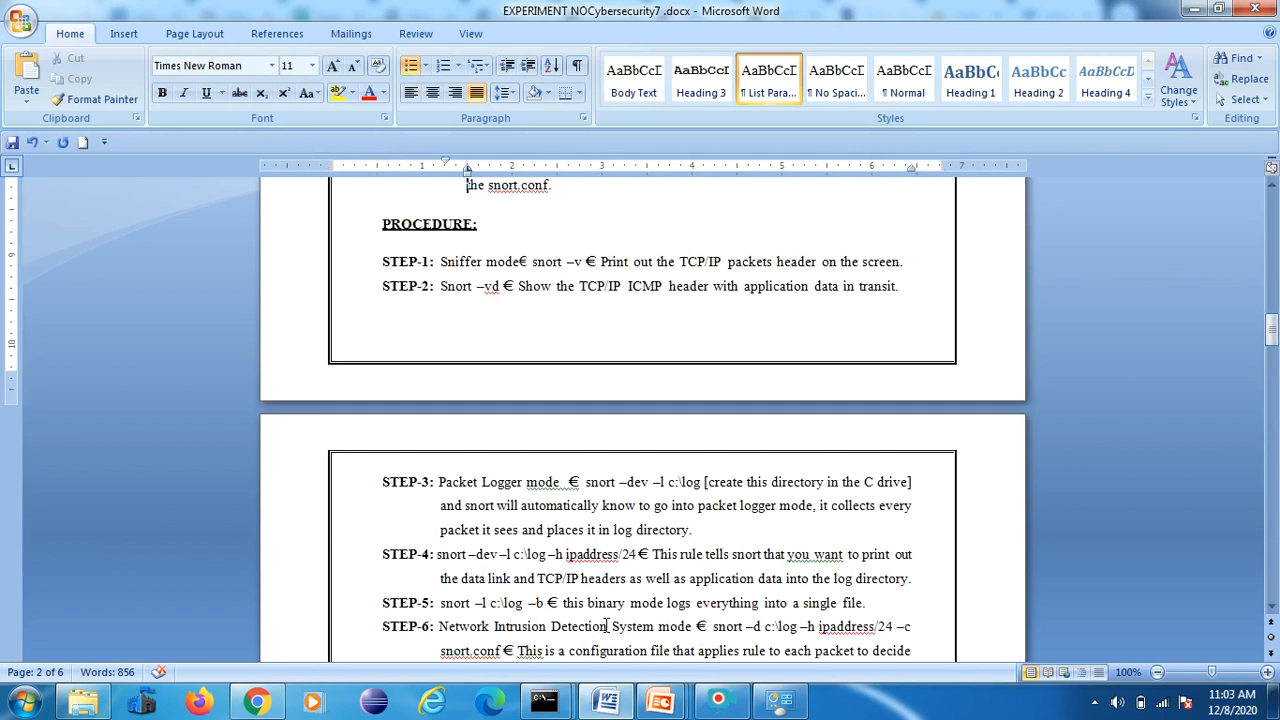 EXPERIMENT NOCybersecurity7 .docx - Microsoft Word
Home Insert Page Layout References Mailings Review View
Paste
Cut
Copy
Format Painter
Clipboard
Times New Roman 11
Font
Paragraph
AaBbCcI AaBbCcI AaBbCcI AaBbCcI AaBbCcI AaBbCc AaBbCc AaBbCcI
Body Text Heading 3 ¶ List Para... ¶ No Spaci... ¶ Normal Heading 1 Heading 2 Heading 4
Change Styles
Styles
Find
Replace
Select
Editing
1 2 3 4 5 6 7
the snort.conf.
PROCEDURE:
STEP-1: Sniffer mode€ snort –v € Print out the TCP/IP packets header on the screen.
STEP-2: Snort –vd € Show the TCP/IP ICMP header with application data in transit.
STEP-3: Packet Logger mode € snort –dev –l c:\log [create this directory in the C drive]
and snort will automatically know to go into packet logger mode, it collects every
packet it sees and places it in log directory.
STEP-4: snort –dev –l c:\log –h ipaddress/24 € This rule tells snort that you want to print out
the data link and TCP/IP headers as well as application data into the log directory.
STEP-5: snort –l c:\log –b € this binary mode logs everything into a single file.
STEP-6: Network Intrusion Detection System mode € snort –d c:\log –h ipaddress/24 –c
snort.conf € This is a configuration file that applies rule to each packet to decide
Page: 2 of 6 Words: 856 100%
11:03 AM
12/8/2020